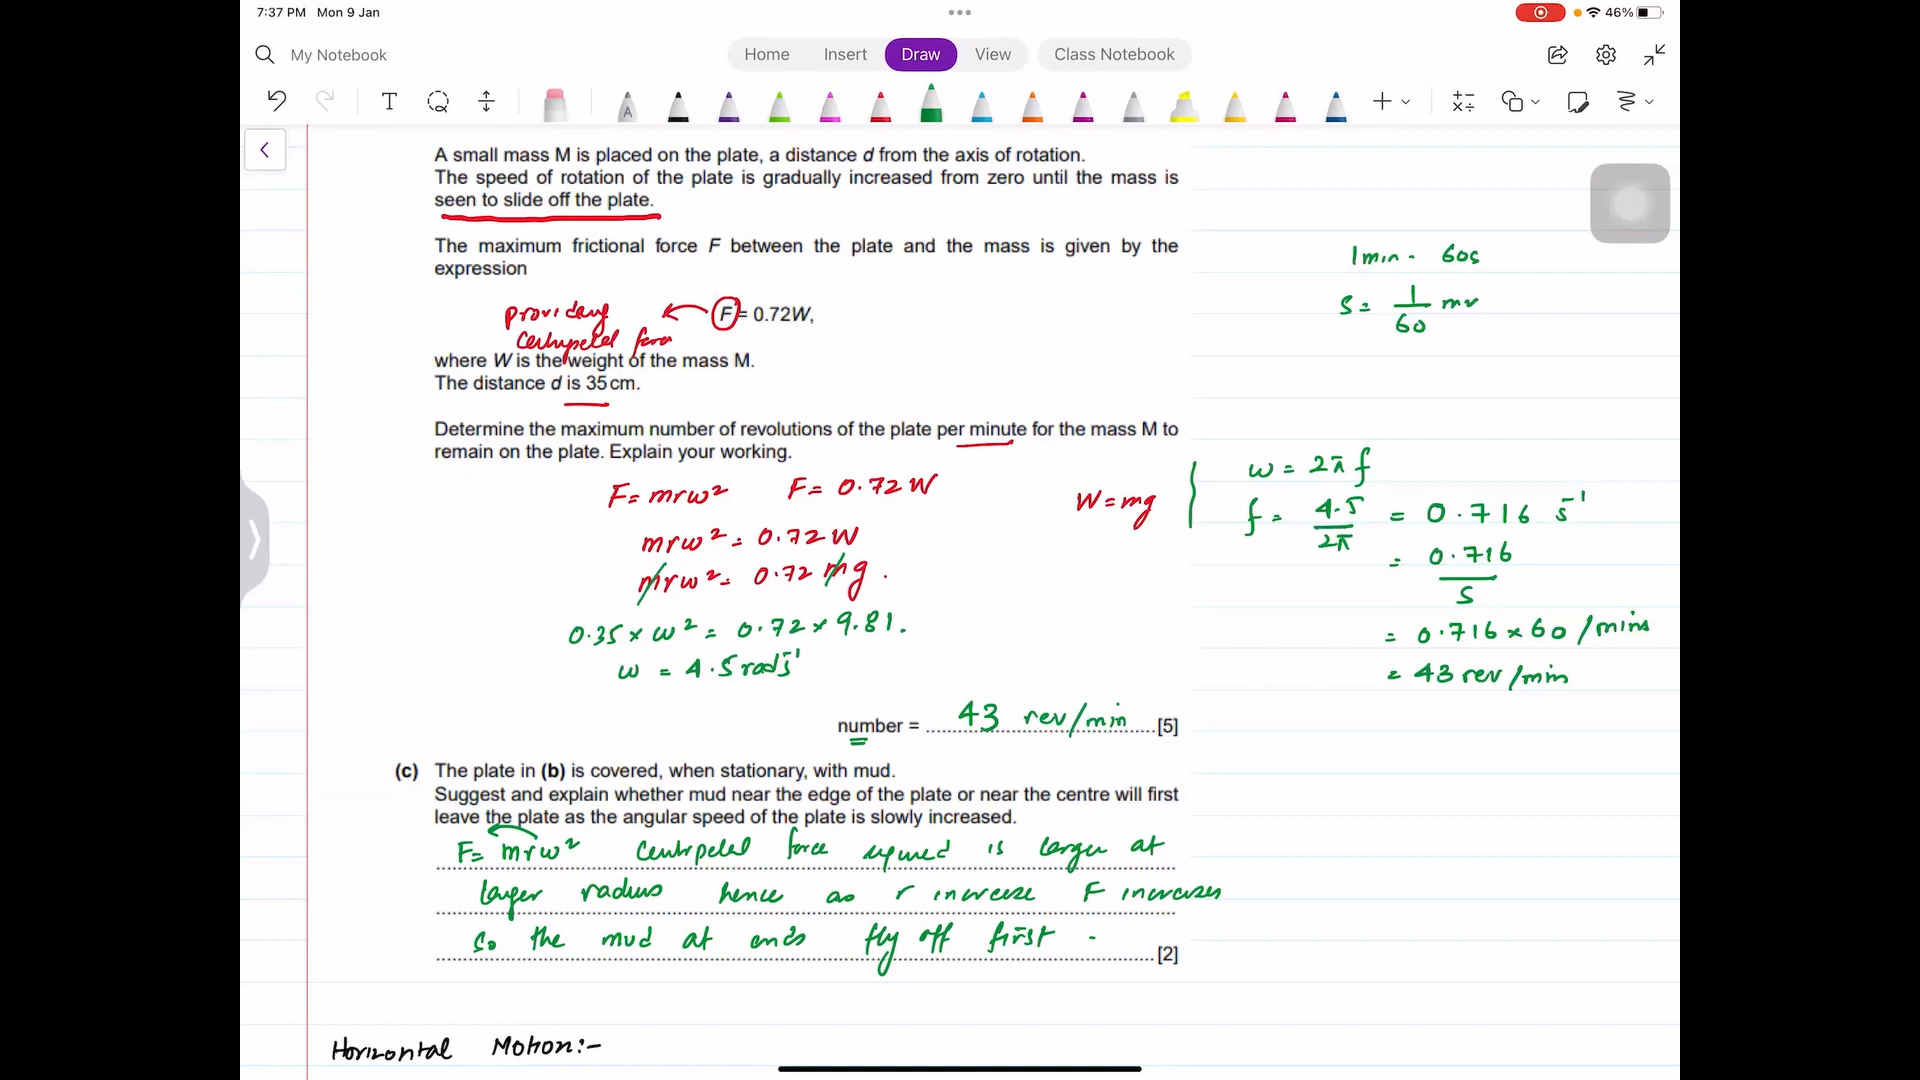 7:37 PM Mon 9 Jan
46%
My Notebook
Home Insert Draw View Class Notebook
T
A
A small mass M is placed on the plate, a distance d from the axis of rotation.
The speed of rotation of the plate is gradually increased from zero until the mass is
seen to slide off the plate.
The maximum frictional force F between the plate and the mass is given by the
expression
F = 0.72W,
providing
Centripetal force
where W is the weight of the mass M.
The distance d is 35 cm.
Determine the maximum number of revolutions of the plate per minute for the mass M to
remain on the plate. Explain your working.
F = mrω² F = 0.72 W
W = mg
mrω² = 0.72 W
mrω² = 0.72 mg.
0.35 × ω² = 0.72 × 9.81.
ω = 4.5 rads⁻¹
number = 43 rev/min [5]
1 min - 60s
S = 1/60 min
ω = 2π f
f = 4.5/2π = 0.716 s⁻¹
= 0.716/s
= 0.716 × 60 /mins
= 43 rev/min
(c) The plate in (b) is covered, when stationary, with mud.
Suggest and explain whether mud near the edge of the plate or near the centre will first
leave the plate as the angular speed of the plate is slowly increased.
F = mrω² Centripetal force required is larger at
larger radius hence as r increase F increases
So the mud at ends fly off first .
[2]
Horizontal Motion:-